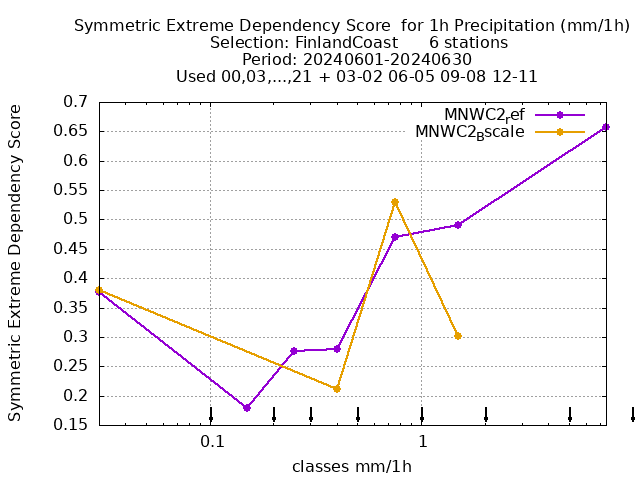 Symmetric Extreme Dependency Score  for 1h Precipitation (mm/1h)
Selection: FinlandCoast      6 stations
Period: 20240601-20240630
Used 00,03,...,21 + 03-02 06-05 09-08 12-11
Symmetric Extreme Dependency Score
0.7
0.65
0.6
0.55
0.5
0.45
0.4
0.35
0.3
0.25
0.2
0.15
MNWC2ref
MNWC2Bscale
0.1
1
classes mm/1h